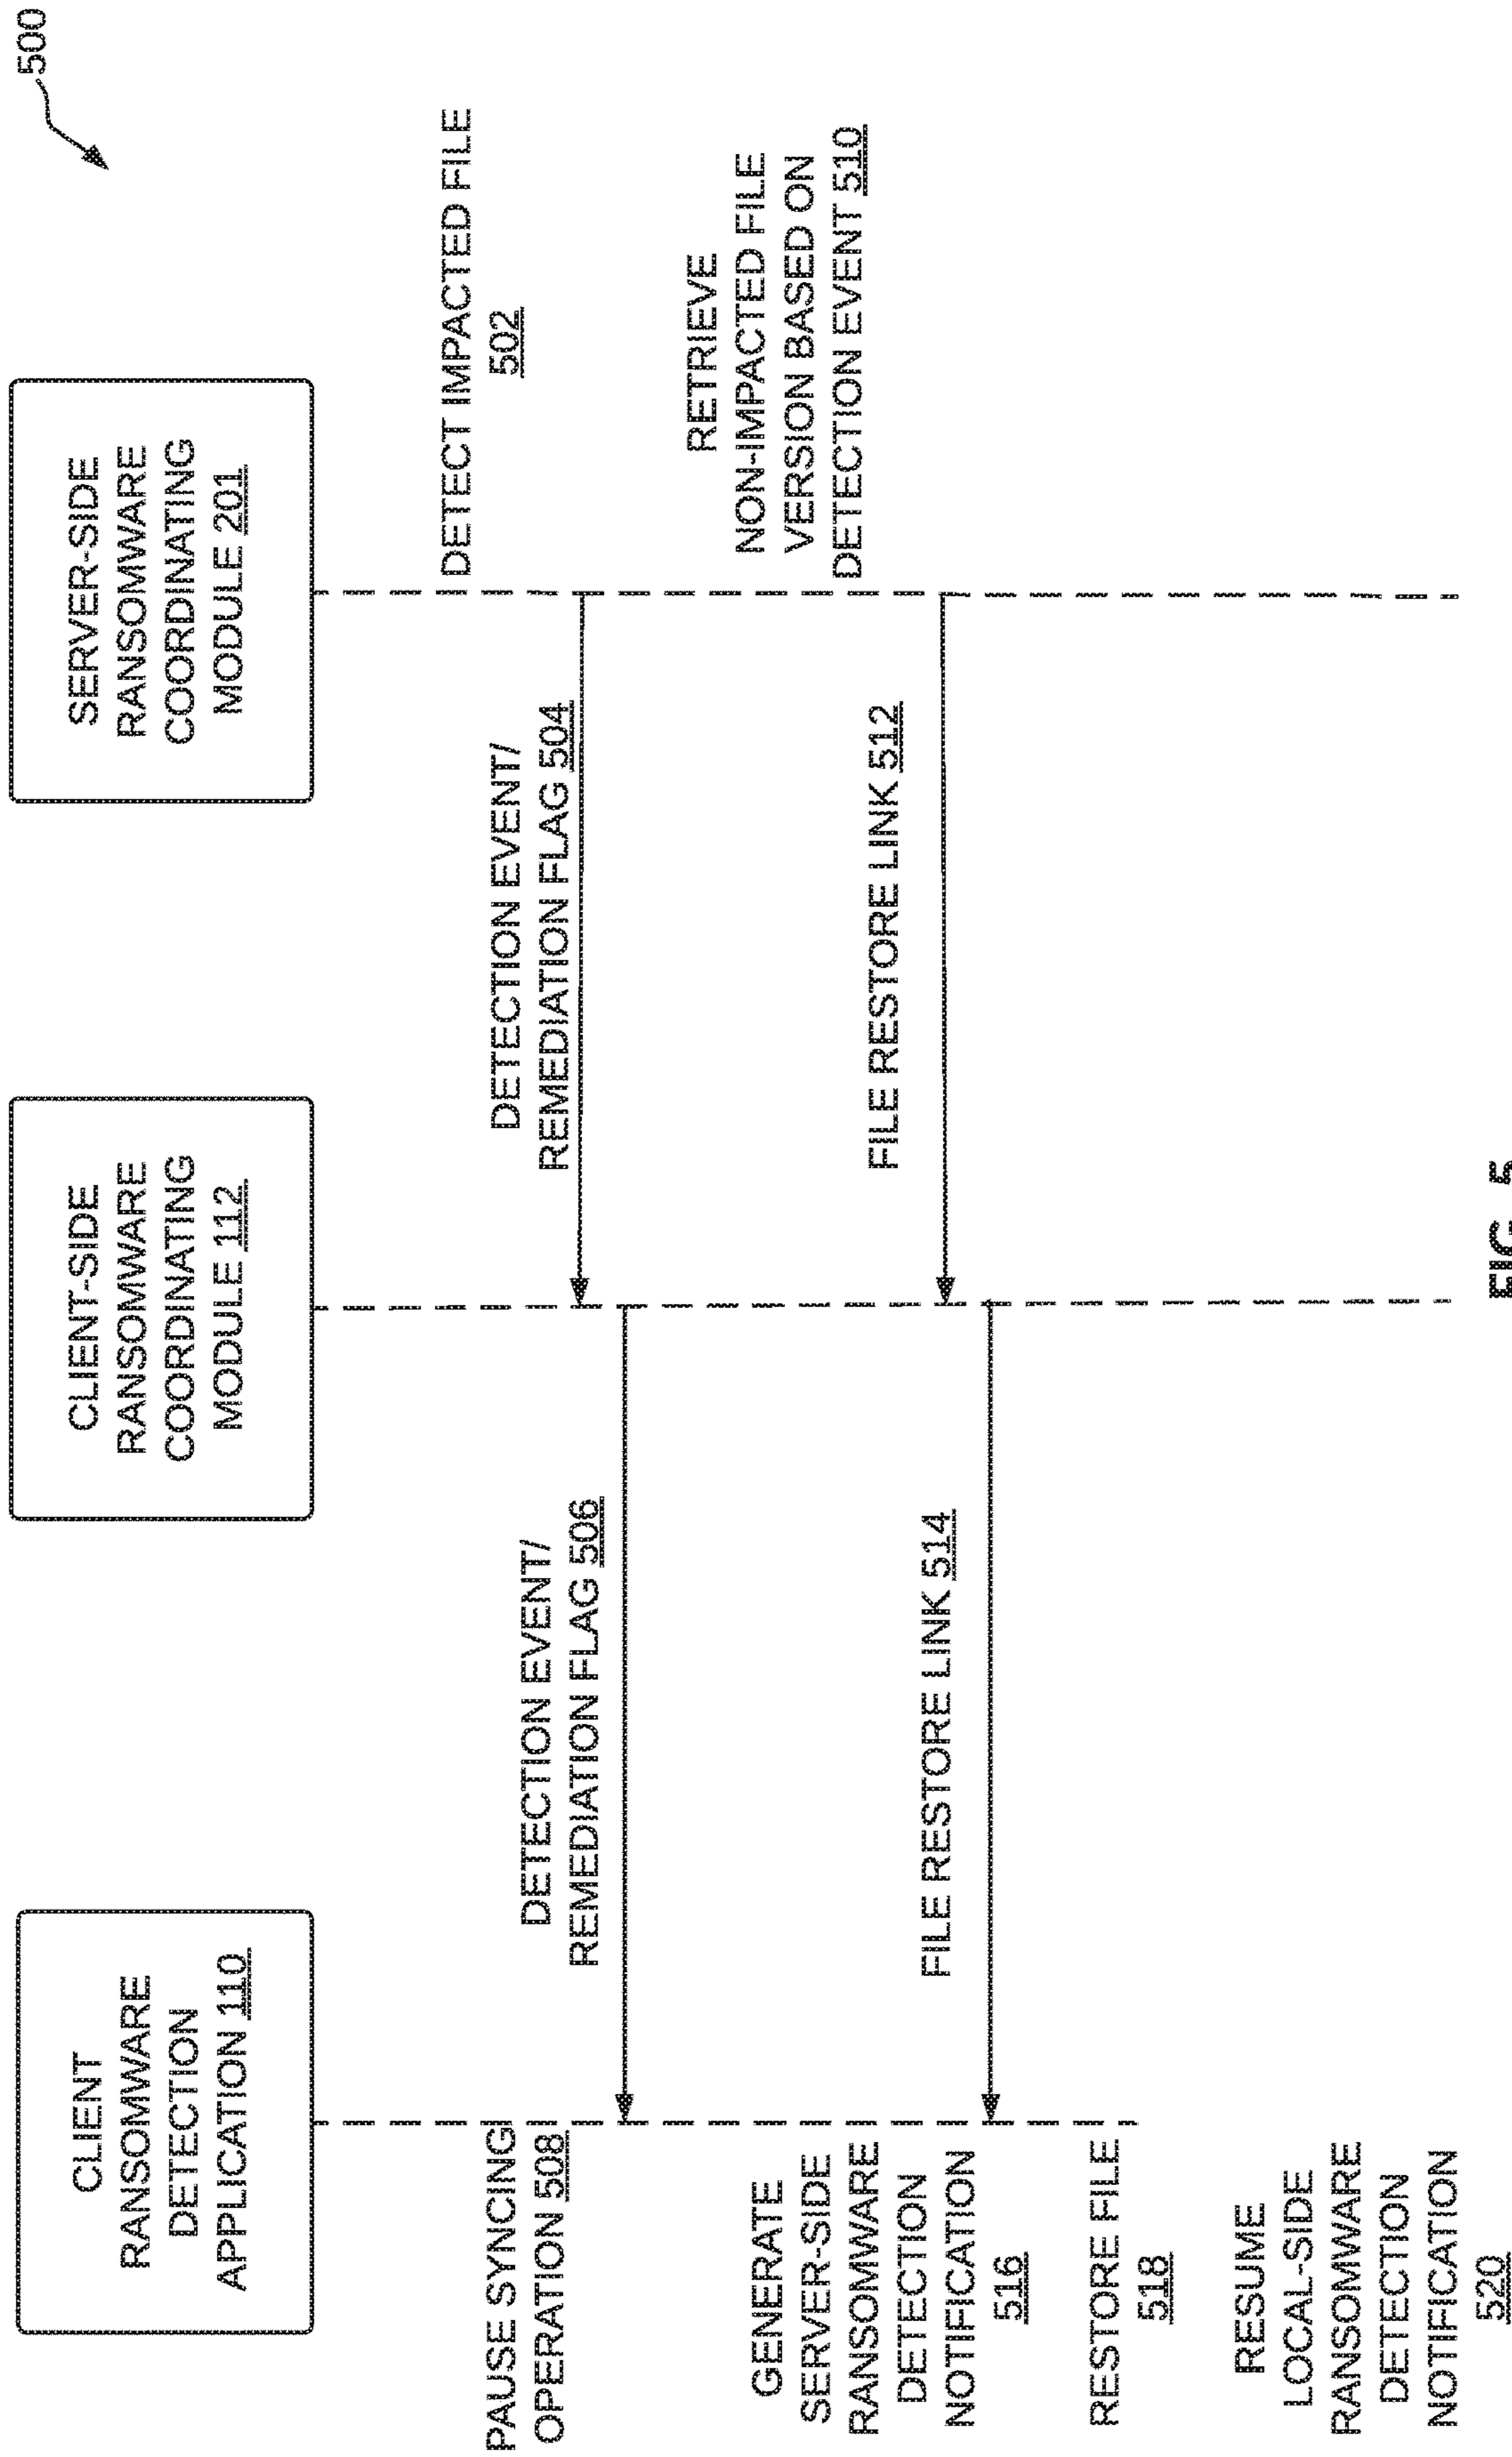 500
CLIENT
RANSOMWARE
DETECTION
APPLICATION 110
CLIENT-SIDE
RANSOMWARE
COORDINATING
MODULE 112
SERVER-SIDE
RANSOMWARE
COORDINATING
MODULE 201
DETECT IMPACTED FILE
502
DETECTION EVENT/
REMEDIATION FLAG 504
DETECTION EVENT/
REMEDIATION FLAG 506
PAUSE SYNCING
OPERATION 508
RETRIEVE
NON-IMPACTED FILE
VERSION BASED ON
DETECTION EVENT 510
FILE RESTORE LINK 512
FILE RESTORE LINK 514
GENERATE
SERVER-SIDE
RANSOMWARE
DETECTION
NOTIFICATION
516
RESTORE FILE
518
RESUME
LOCAL-SIDE
RANSOMWARE
DETECTION
NOTIFICATION
520
FIG. 5